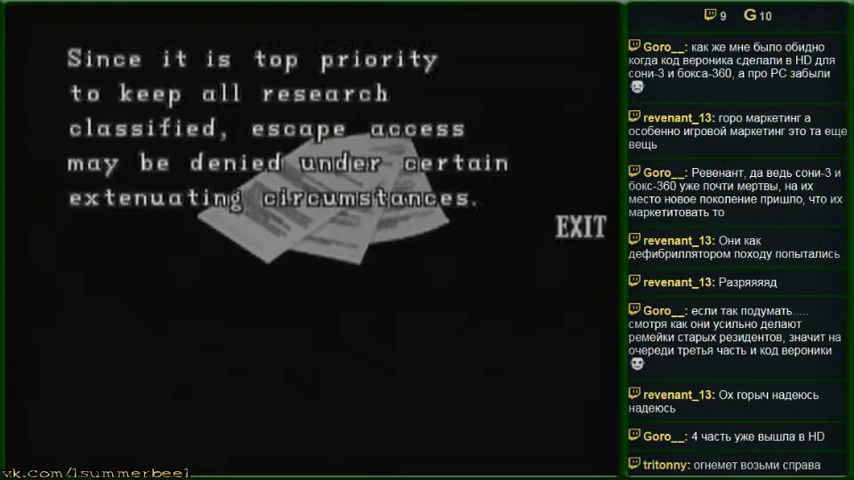 Since it is top priority
to keep all research
classified, escape access
may be denied under certain
extenuating circumstances.
EXIT
9 G 10
Goro__: как же мне было обидно
когда код вероника сделали в HD для
сони-3 и бокса-360, а про PC забыли
revenant_13: горо маркетинг а
особенно игровой маркетинг это та еще
вещь
Goro__: Ревенант, да ведь сони-3 и
бокс-360 уже почти мертвы, на их
место новое поколение пришло, что их
маркетитовать то
revenant_13: Они как
дефибриллятором походу попытались
revenant_13: Разряяяяд
Goro__: если так подумать.....
смотря как они усильно делают
ремейки старых резидентов, значит на
очереди третья часть и код вероники
revenant_13: Ох горыч надеюсь
надеюсь
Goro__: 4 часть уже вышла в HD
tritonny: огнемет возьми справа
vk.com/1summerbee1